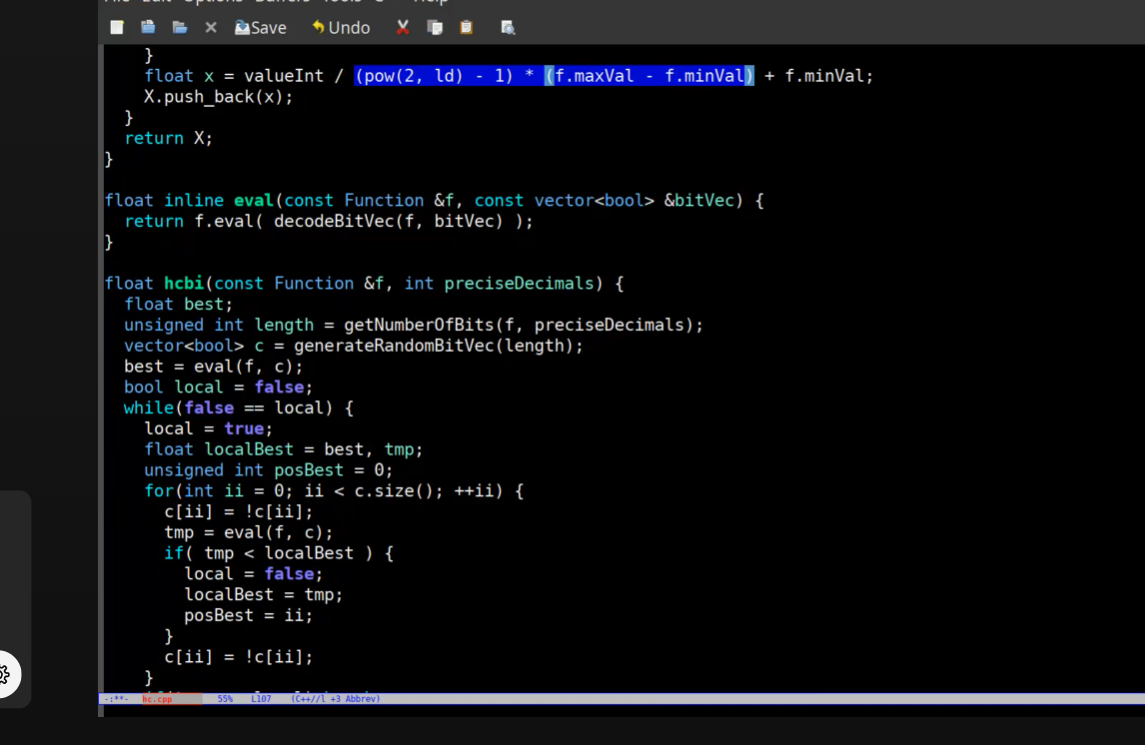 Save Undo
}
float x = valueInt / (pow(2, ld) - 1) * (f.maxVal - f.minVal) + f.minVal;
X.push_back(x);
}
return X;
}
float inline eval(const Function &f, const vector<bool> &bitVec) {
return f.eval( decodeBitVec(f, bitVec) );
}
float hcbi(const Function &f, int preciseDecimals) {
float best;
unsigned int length = getNumberOfBits(f, preciseDecimals);
vector<bool> c = generateRandomBitVec(length);
best = eval(f, c);
bool local = false;
while(false == local) {
local = true;
float localBest = best, tmp;
unsigned int posBest = 0;
for(int ii = 0; ii < c.size(); ++ii) {
c[ii] = !c[ii];
tmp = eval(f, c);
if( tmp < localBest ) {
local = false;
localBest = tmp;
posBest = ii;
}
c[ii] = !c[ii];
}
-:**- hc.cpp 55% L107 (C++//l +3 Abbrev)